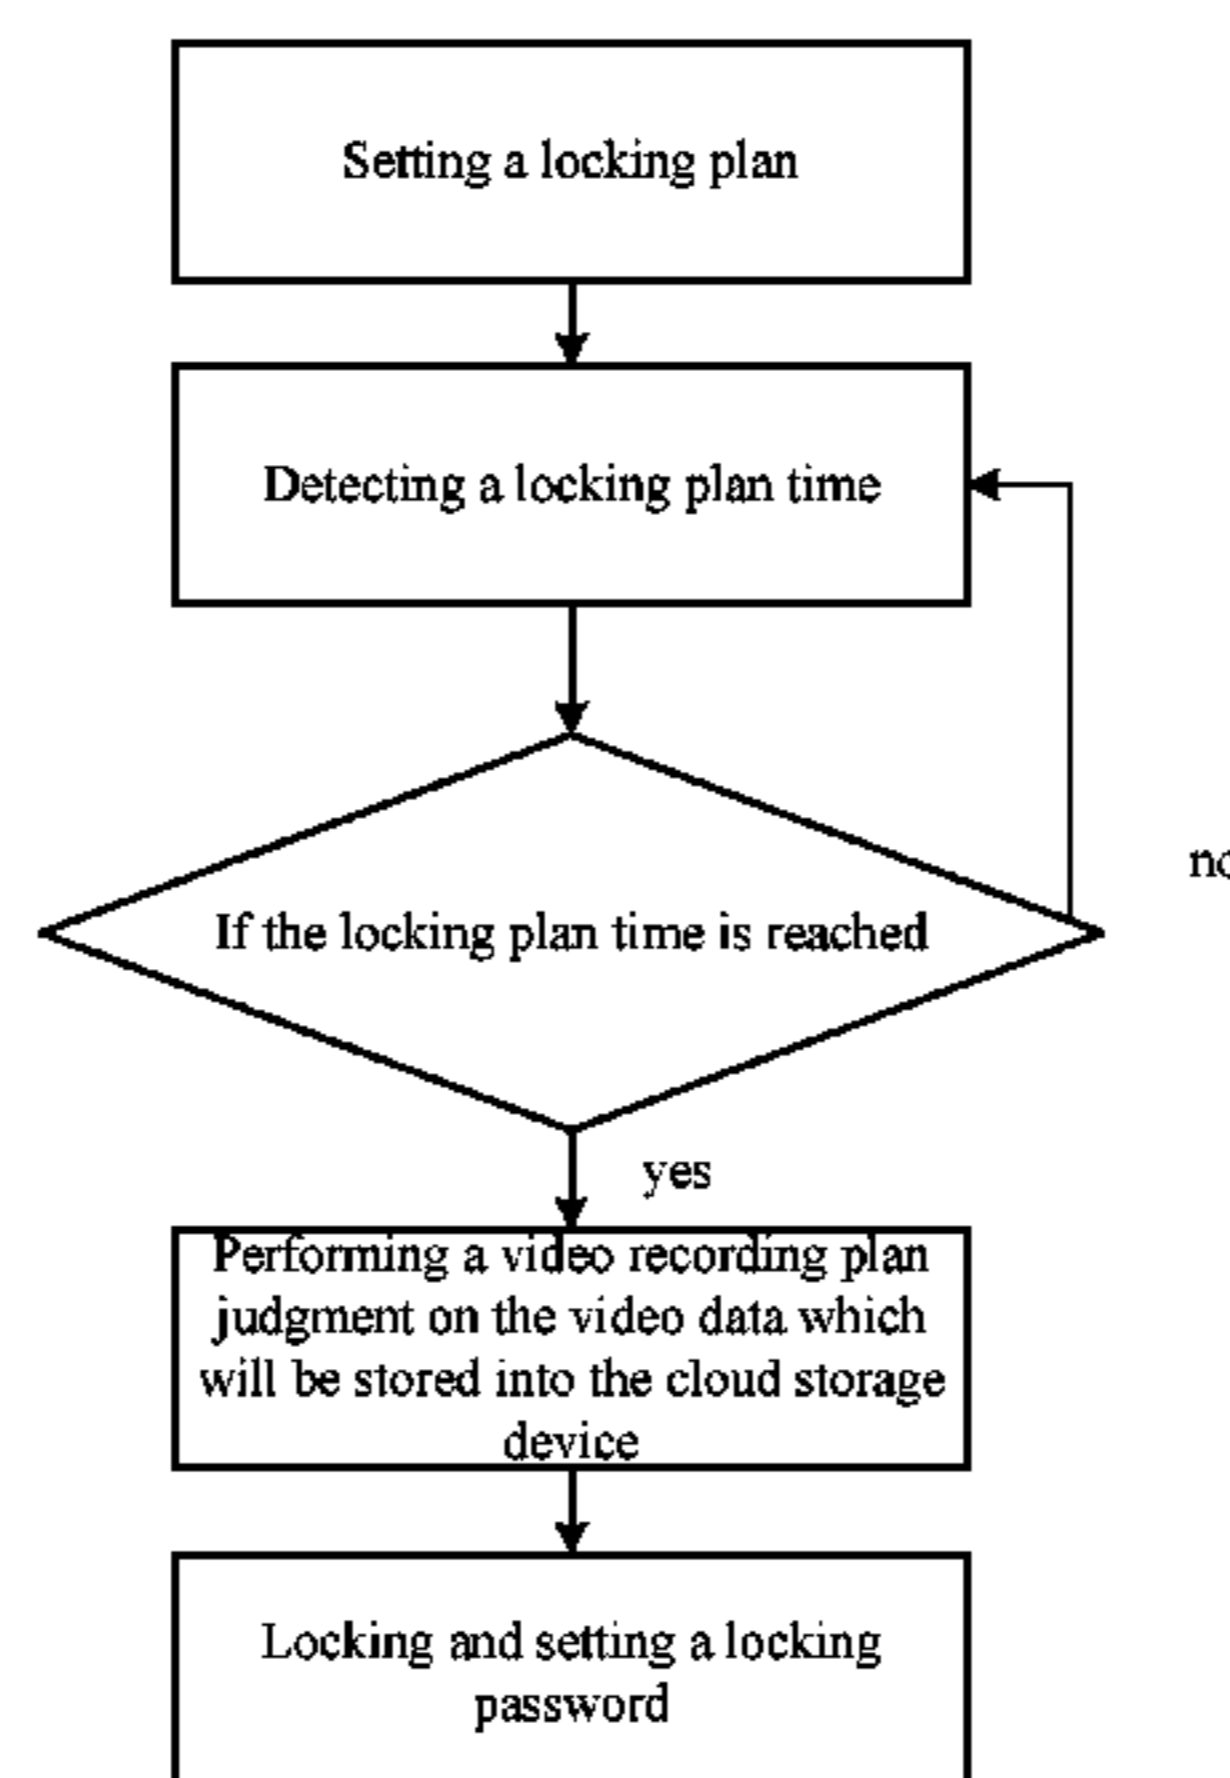 Setting a locking plan
Detecting a locking plan time
no
If the locking plan time is reached
yes
Performing a video recording plan
judgment on the video data which
will be stored into the cloud storage
device
Locking and setting a locking
password